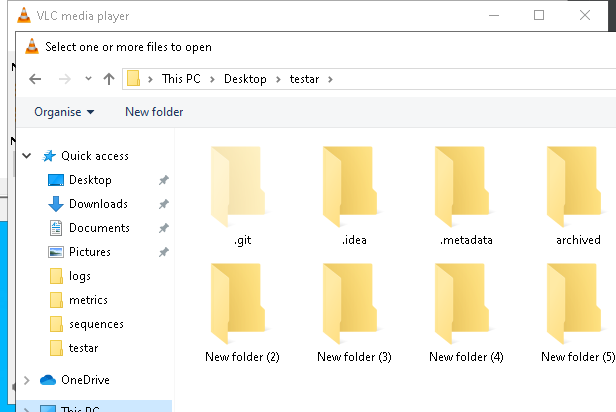 VLC media player
Select one or more files to open
This PC > Desktop > testar >
Organise
New folder
Quick access
Desktop
Downloads
Documents
Pictures
logs
metrics
sequences
testar
OneDrive
This PC
.git
.idea
.metadata
archived
New folder (2)
New folder (3)
New folder (4)
New folder (5)